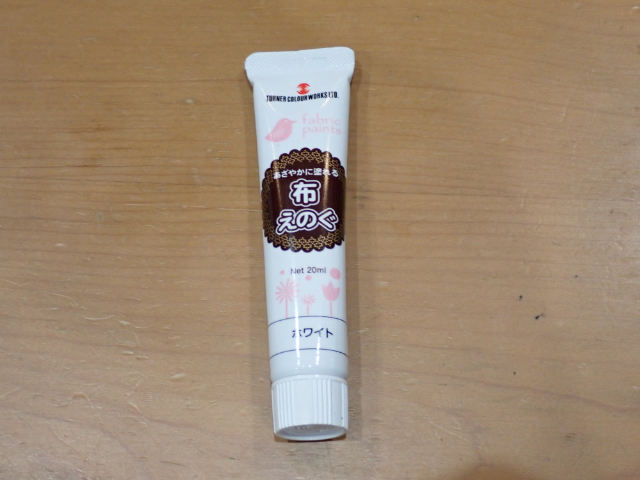 TURNER COLOUR WORKS LTD.
fabric
paints
あざやかに塗れる
布
えのぐ
Net 20ml
ホワイト